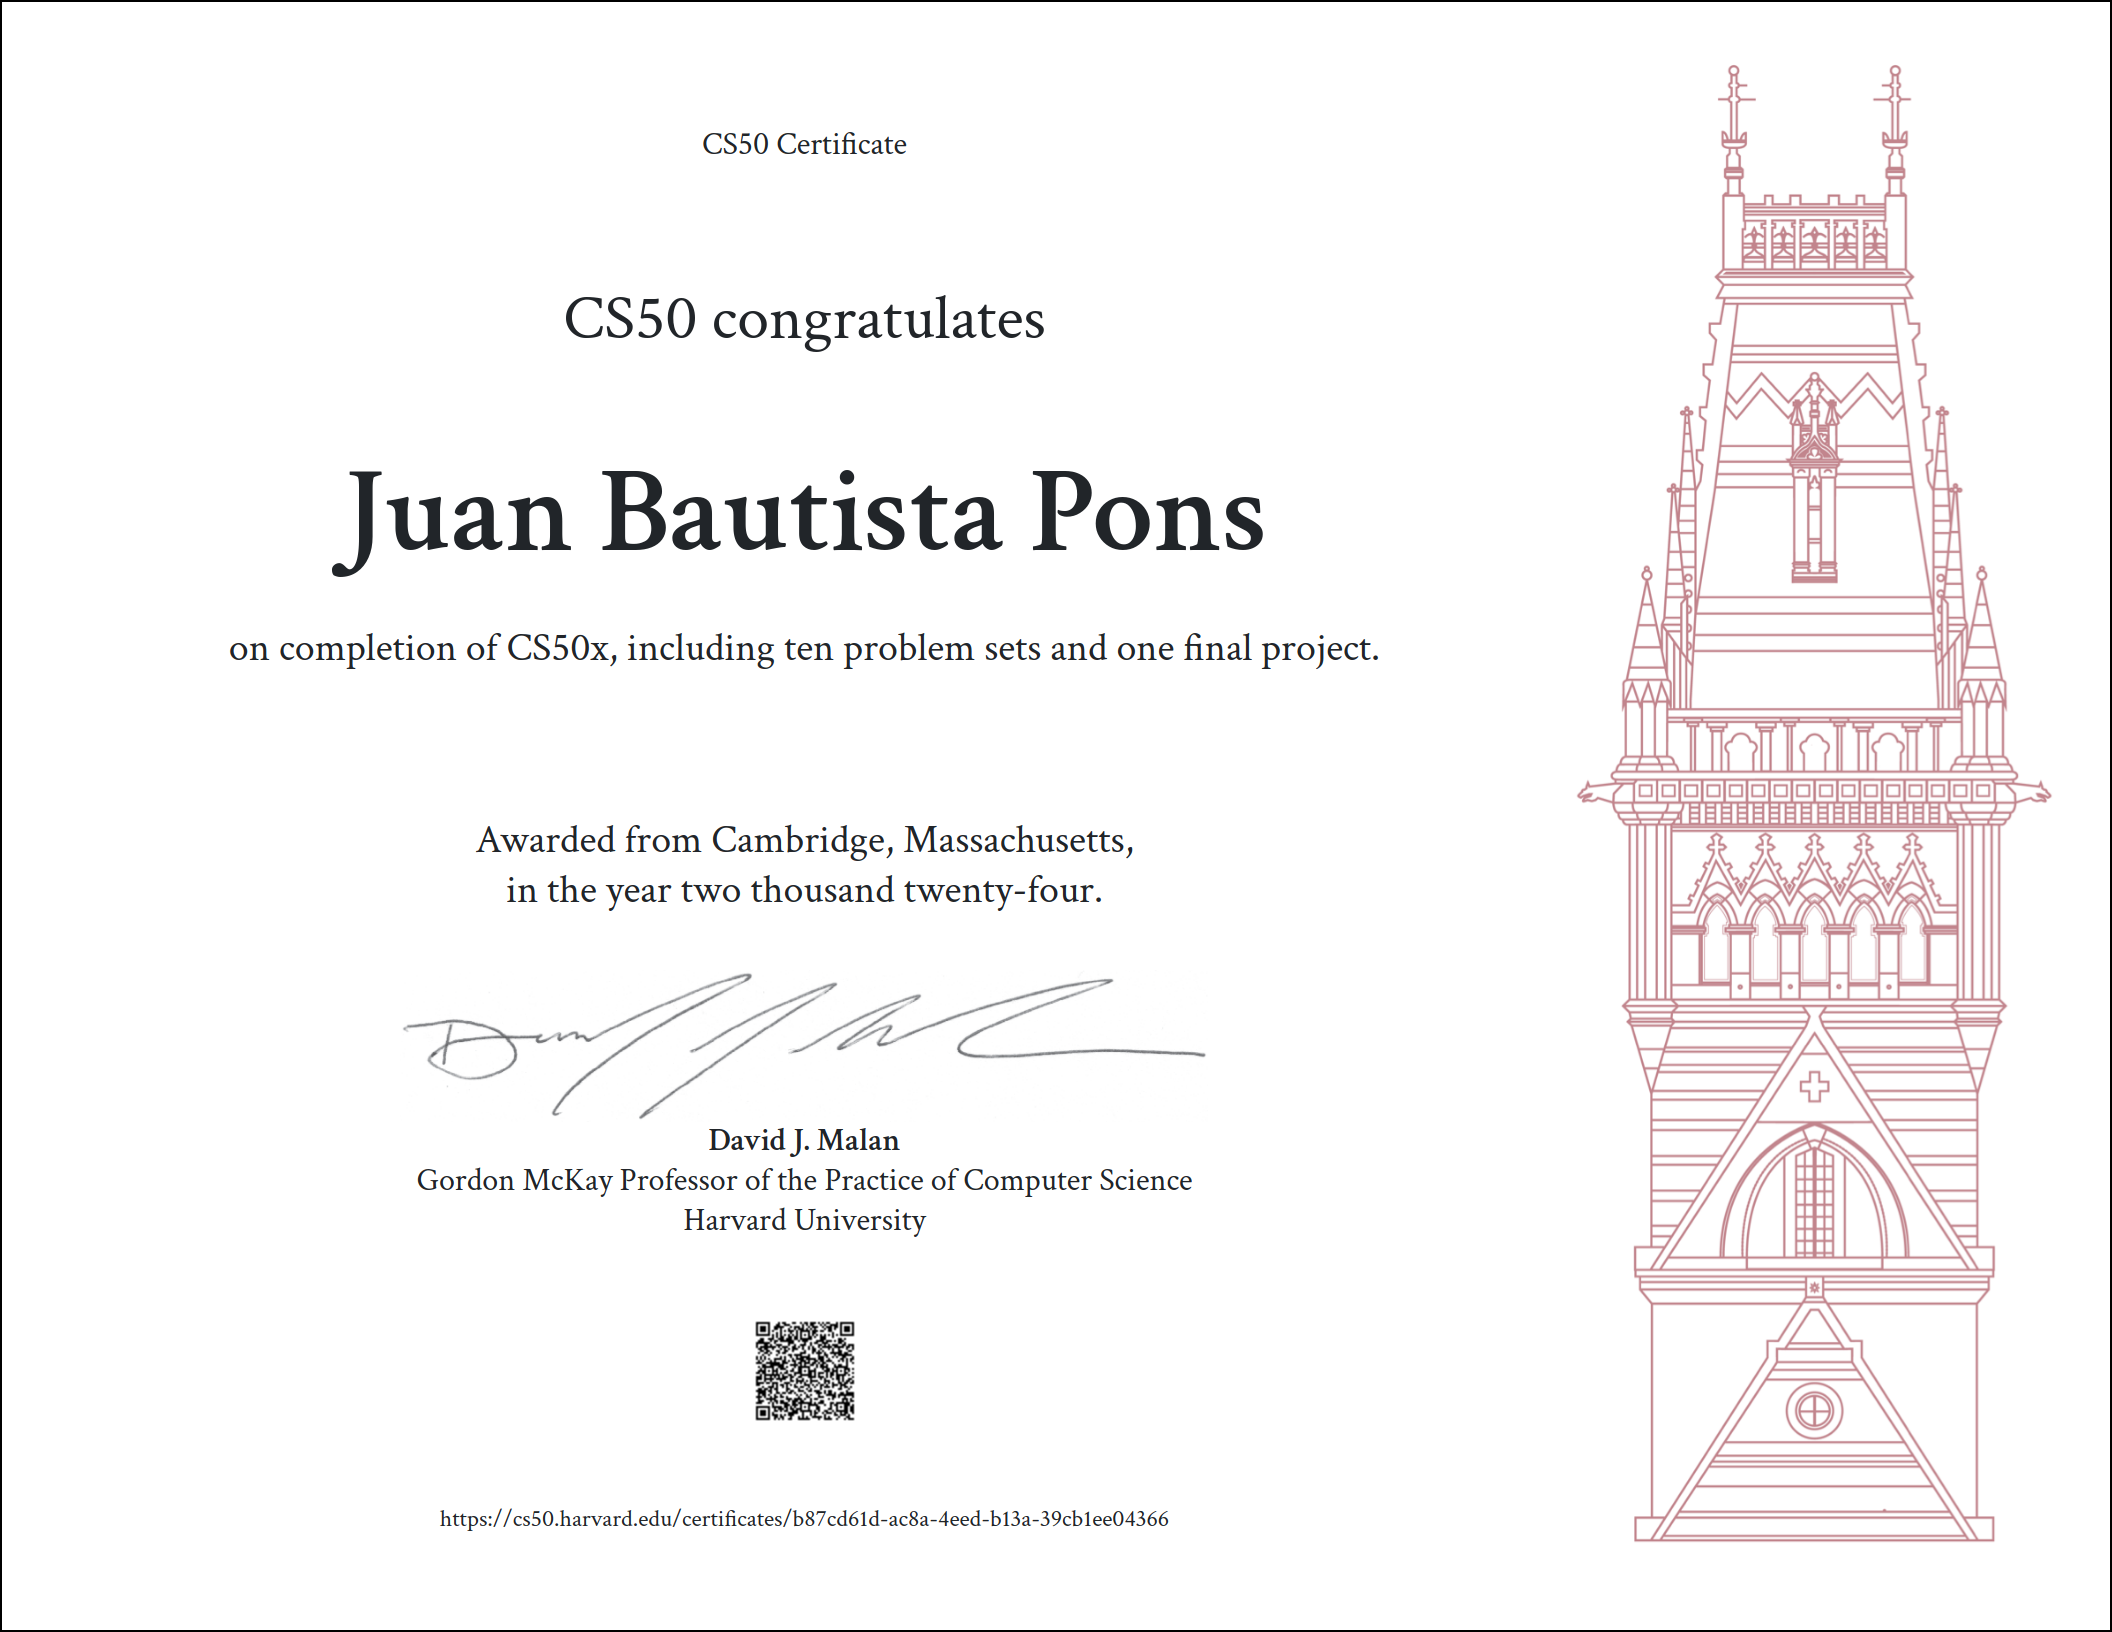 CS50 Certificate
CS50 congratulates
Juan Bautista Pons
on completion of CS50x, including ten problem sets and one final project.
Awarded from Cambridge, Massachusetts,
in the year two thousand twenty-four.
David J. Malan
Gordon McKay Professor of the Practice of Computer Science
Harvard University
https://cs50.harvard.edu/certificates/b87cd61d-ac8a-4eed-b13a-39cb1ee04366